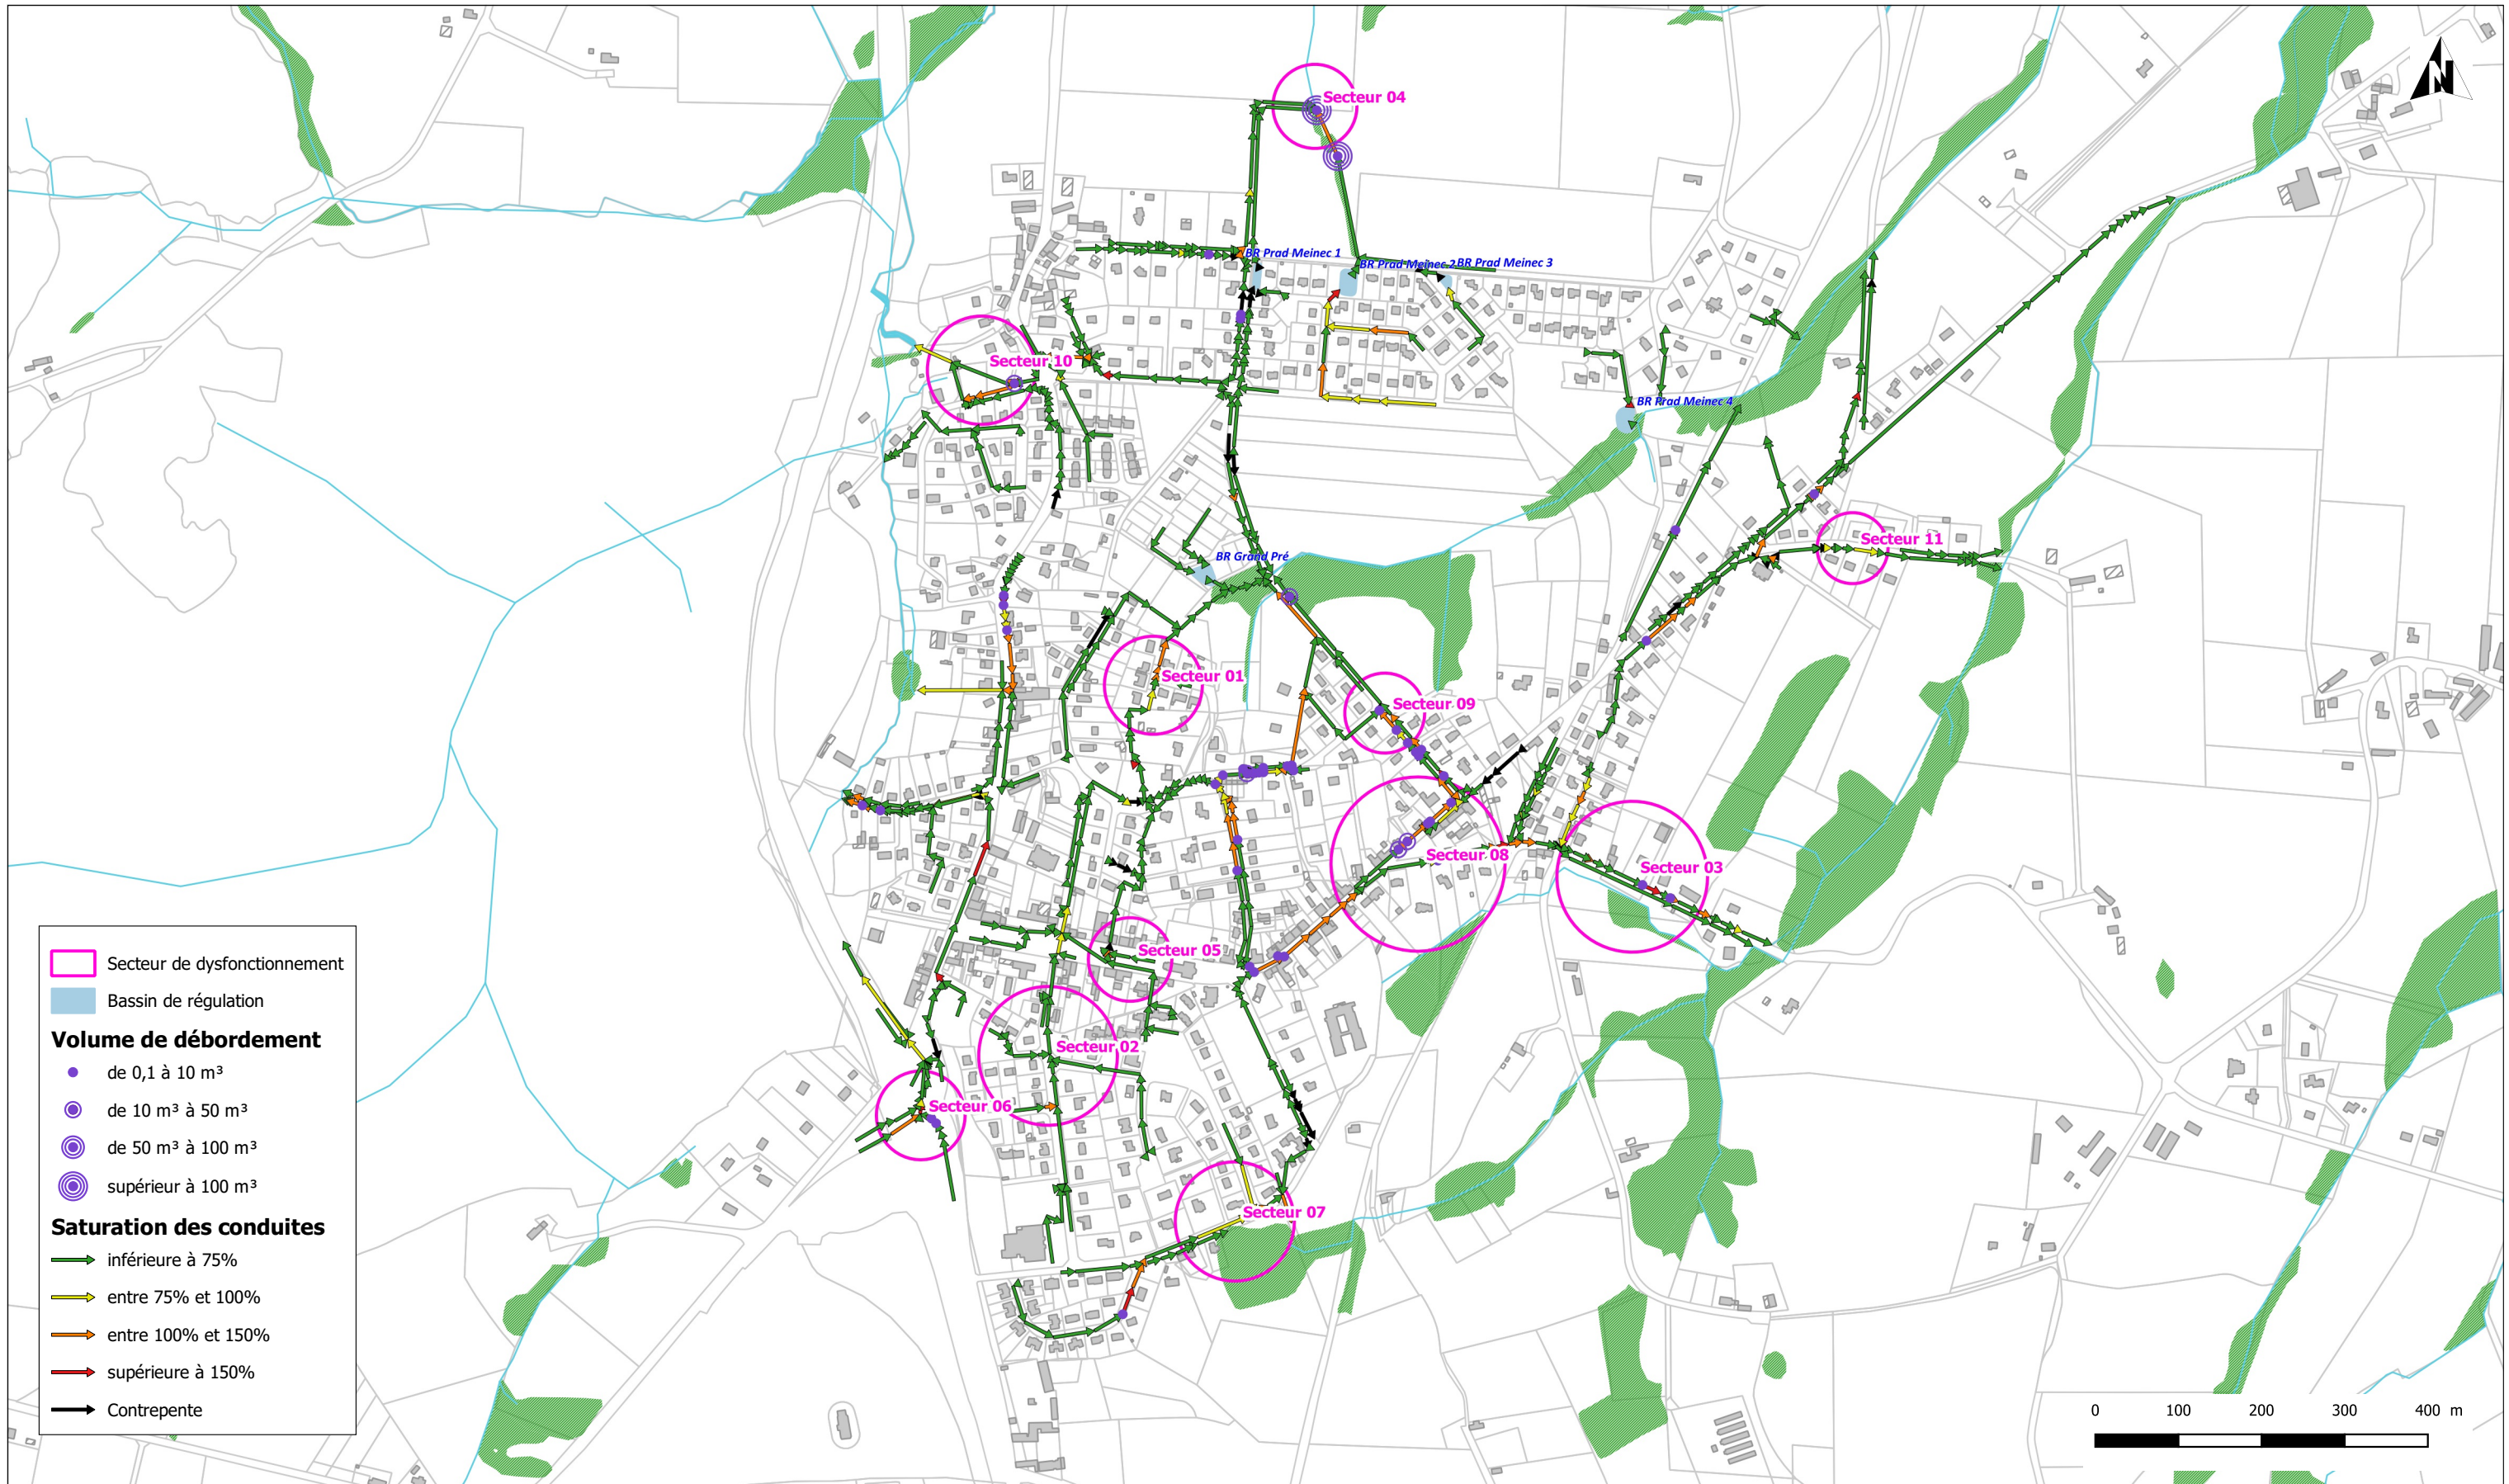 N
Secteur 04
BR Prad Meinec 1
BR Prad Meinec 2
BR Prad Meinec 3
Secteur 10
BR Prad Meinec 4
Secteur 11
BR Grand Pré
Secteur 01
Secteur 09
Secteur 08
Secteur 03
Secteur 05
Secteur 02
Secteur 06
Secteur 07
Secteur de dysfonctionnement
Bassin de régulation
Volume de débordement
de 0,1 à 10 m³
de 10 m³ à 50 m³
de 50 m³ à 100 m³
supérieur à 100 m³
Saturation des conduites
inférieure à 75%
entre 75% et 100%
entre 100% et 150%
supérieure à 150%
Contrepente
0 100 200 300 400 m